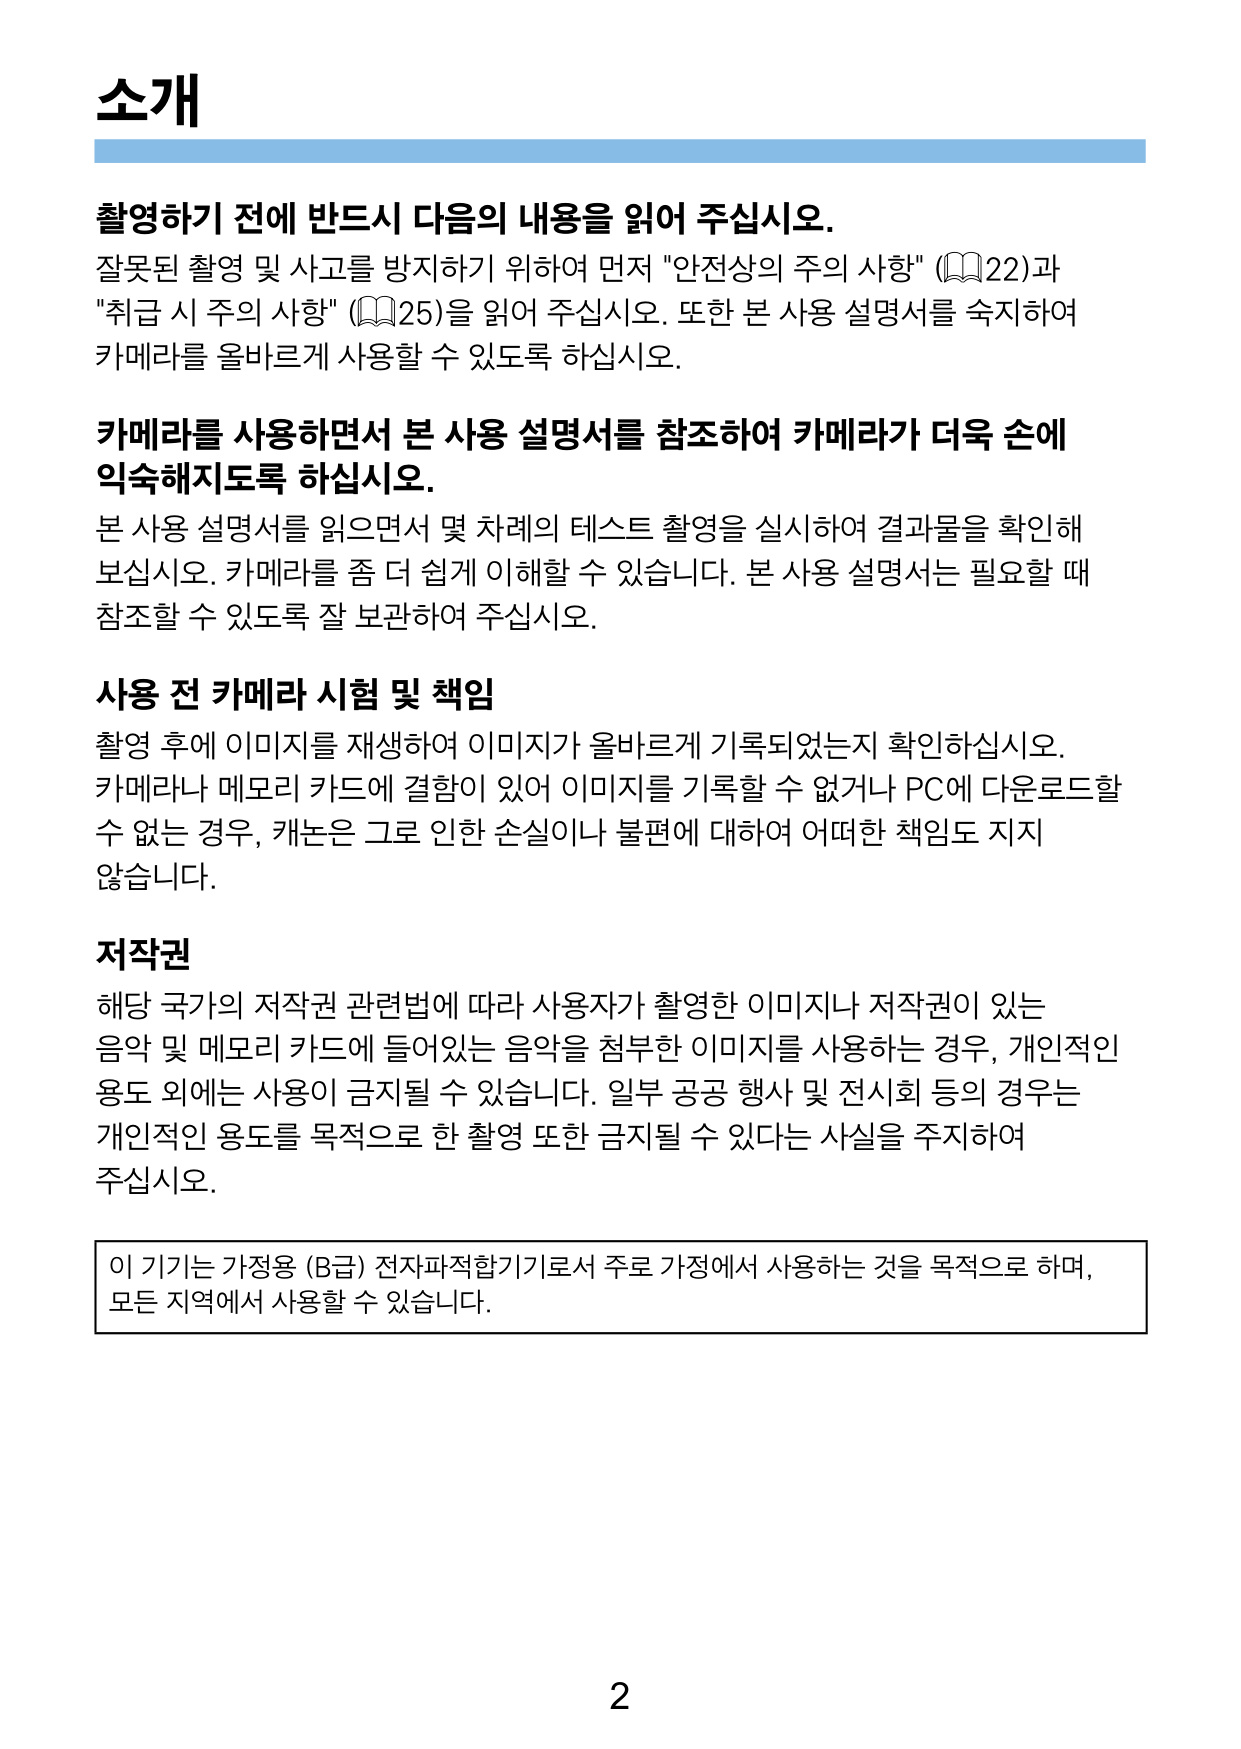 소개
촬영하기 전에 반드시 다음의 내용을 읽어 주십시오.
잘못된 촬영 및 사고를 방지하기 위하여 먼저 "안전상의 주의 사항" (22)과
"취급 시 주의 사항" (25)을 읽어 주십시오. 또한 본 사용 설명서를 숙지하여
카메라를 올바르게 사용할 수 있도록 하십시오.
카메라를 사용하면서 본 사용 설명서를 참조하여 카메라가 더욱 손에
익숙해지도록 하십시오.
본 사용 설명서를 읽으면서 몇 차례의 테스트 촬영을 실시하여 결과물을 확인해
보십시오. 카메라를 좀 더 쉽게 이해할 수 있습니다. 본 사용 설명서는 필요할 때
참조할 수 있도록 잘 보관하여 주십시오.
사용 전 카메라 시험 및 책임
촬영 후에 이미지를 재생하여 이미지가 올바르게 기록되었는지 확인하십시오.
카메라나 메모리 카드에 결함이 있어 이미지를 기록할 수 없거나 PC에 다운로드할
수 없는 경우, 캐논은 그로 인한 손실이나 불편에 대하여 어떠한 책임도 지지
않습니다.
저작권
해당 국가의 저작권 관련법에 따라 사용자가 촬영한 이미지나 저작권이 있는
음악 및 메모리 카드에 들어있는 음악을 첨부한 이미지를 사용하는 경우, 개인적인
용도 외에는 사용이 금지될 수 있습니다. 일부 공공 행사 및 전시회 등의 경우는
개인적인 용도를 목적으로 한 촬영 또한 금지될 수 있다는 사실을 주지하여
주십시오.
이 기기는 가정용 (B급) 전자파적합기기로서 주로 가정에서 사용하는 것을 목적으로 하며,
모든 지역에서 사용할 수 있습니다.
2